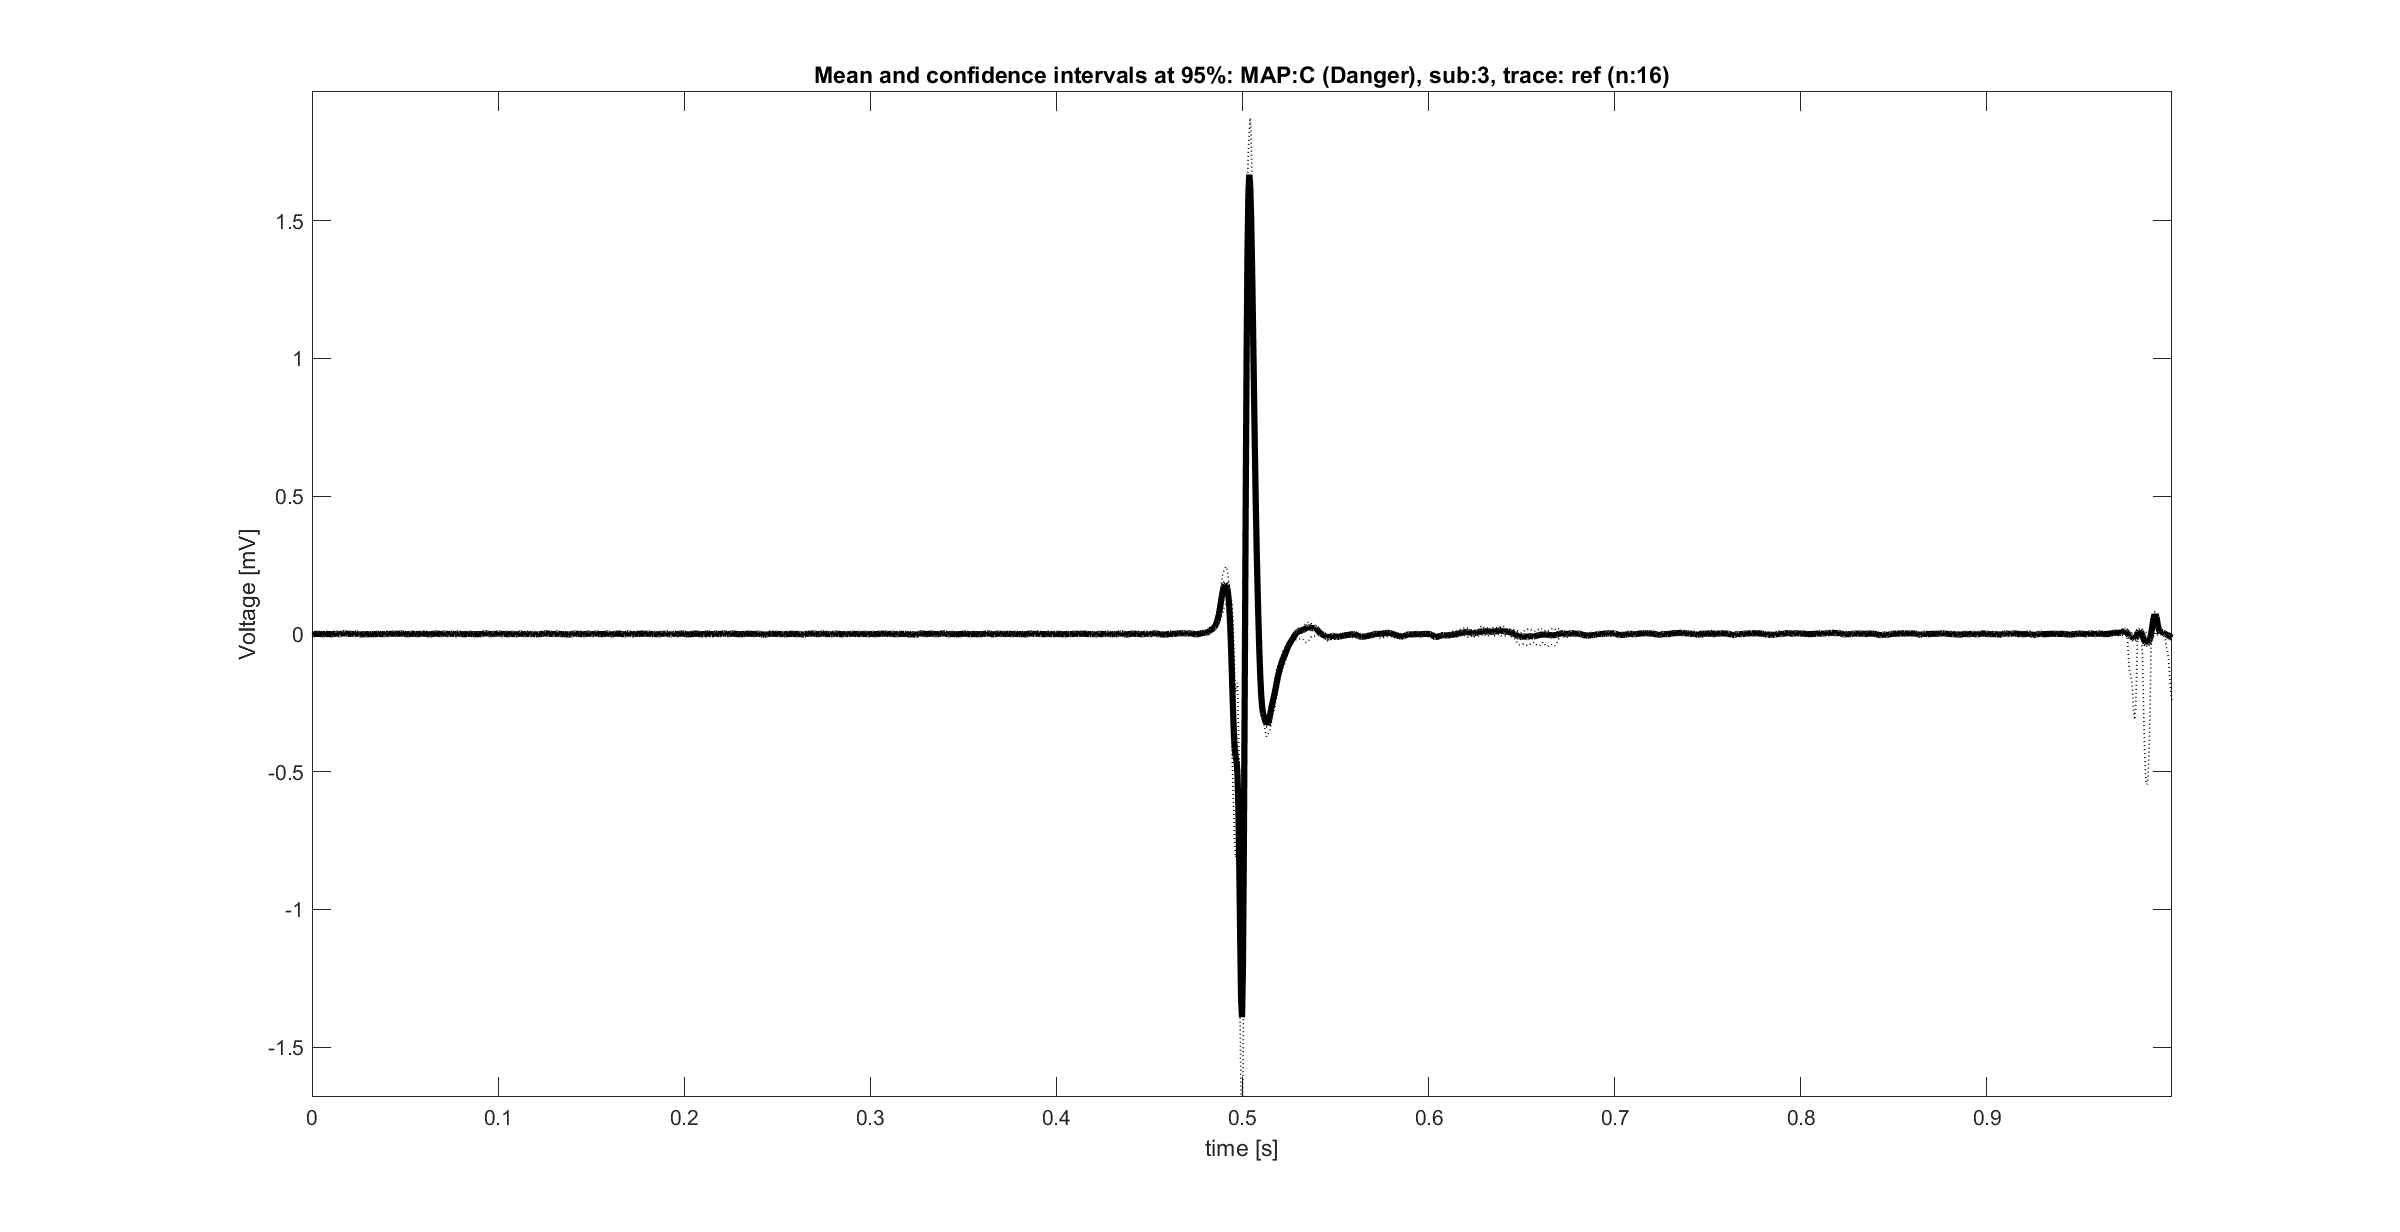 Mean and confidence intervals at 95%: MAP:C (Danger), sub:3, trace: ref (n:16)
1.5
1
0.5
0
-0.5
-1
-1.5
Voltage [mV]
0 0.1 0.2 0.3 0.4 0.5 0.6 0.7 0.8 0.9
time [s]